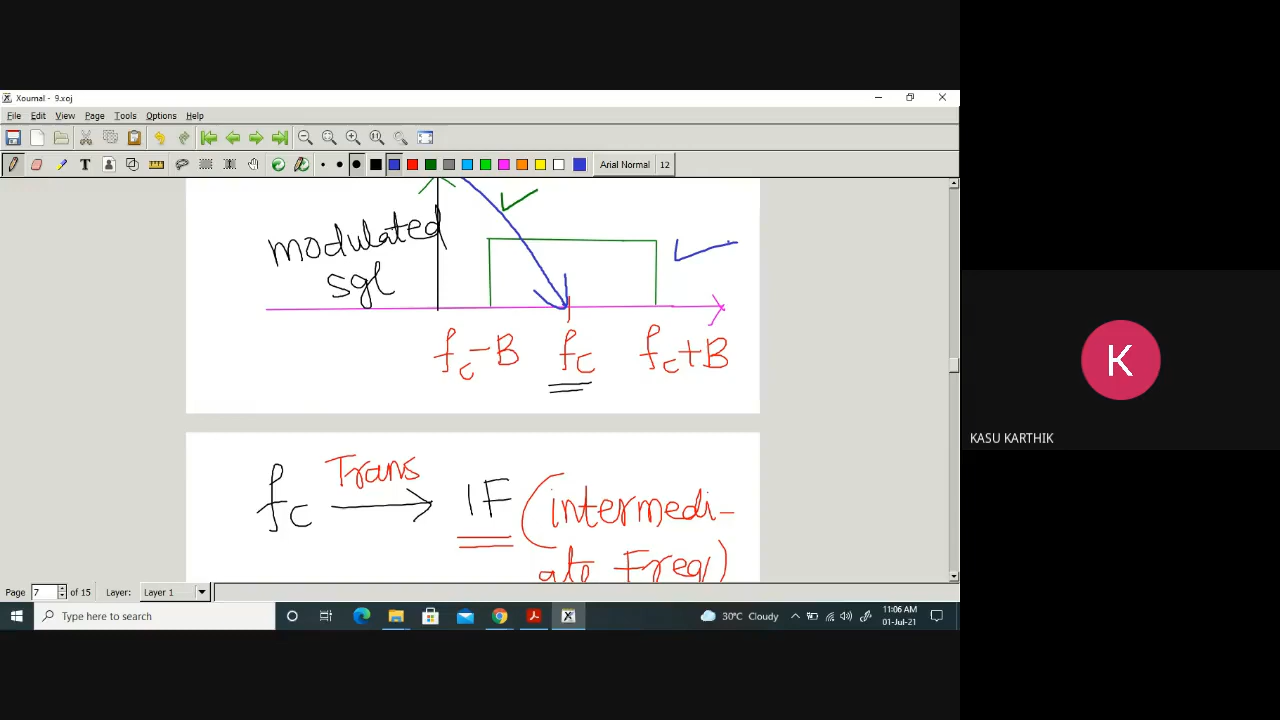 Xournal - 9.xoj
File Edit View Page Tools Options Help
T Arial Normal 12
modulated
sgl
fc-B fc fc+B
fc Trans IF (intermedi-
ate Freq)
Page 7 of 15 Layer: Layer 1
Type here to search 30°C Cloudy 11:06 AM
01-Jul-21
K
KASU KARTHIK